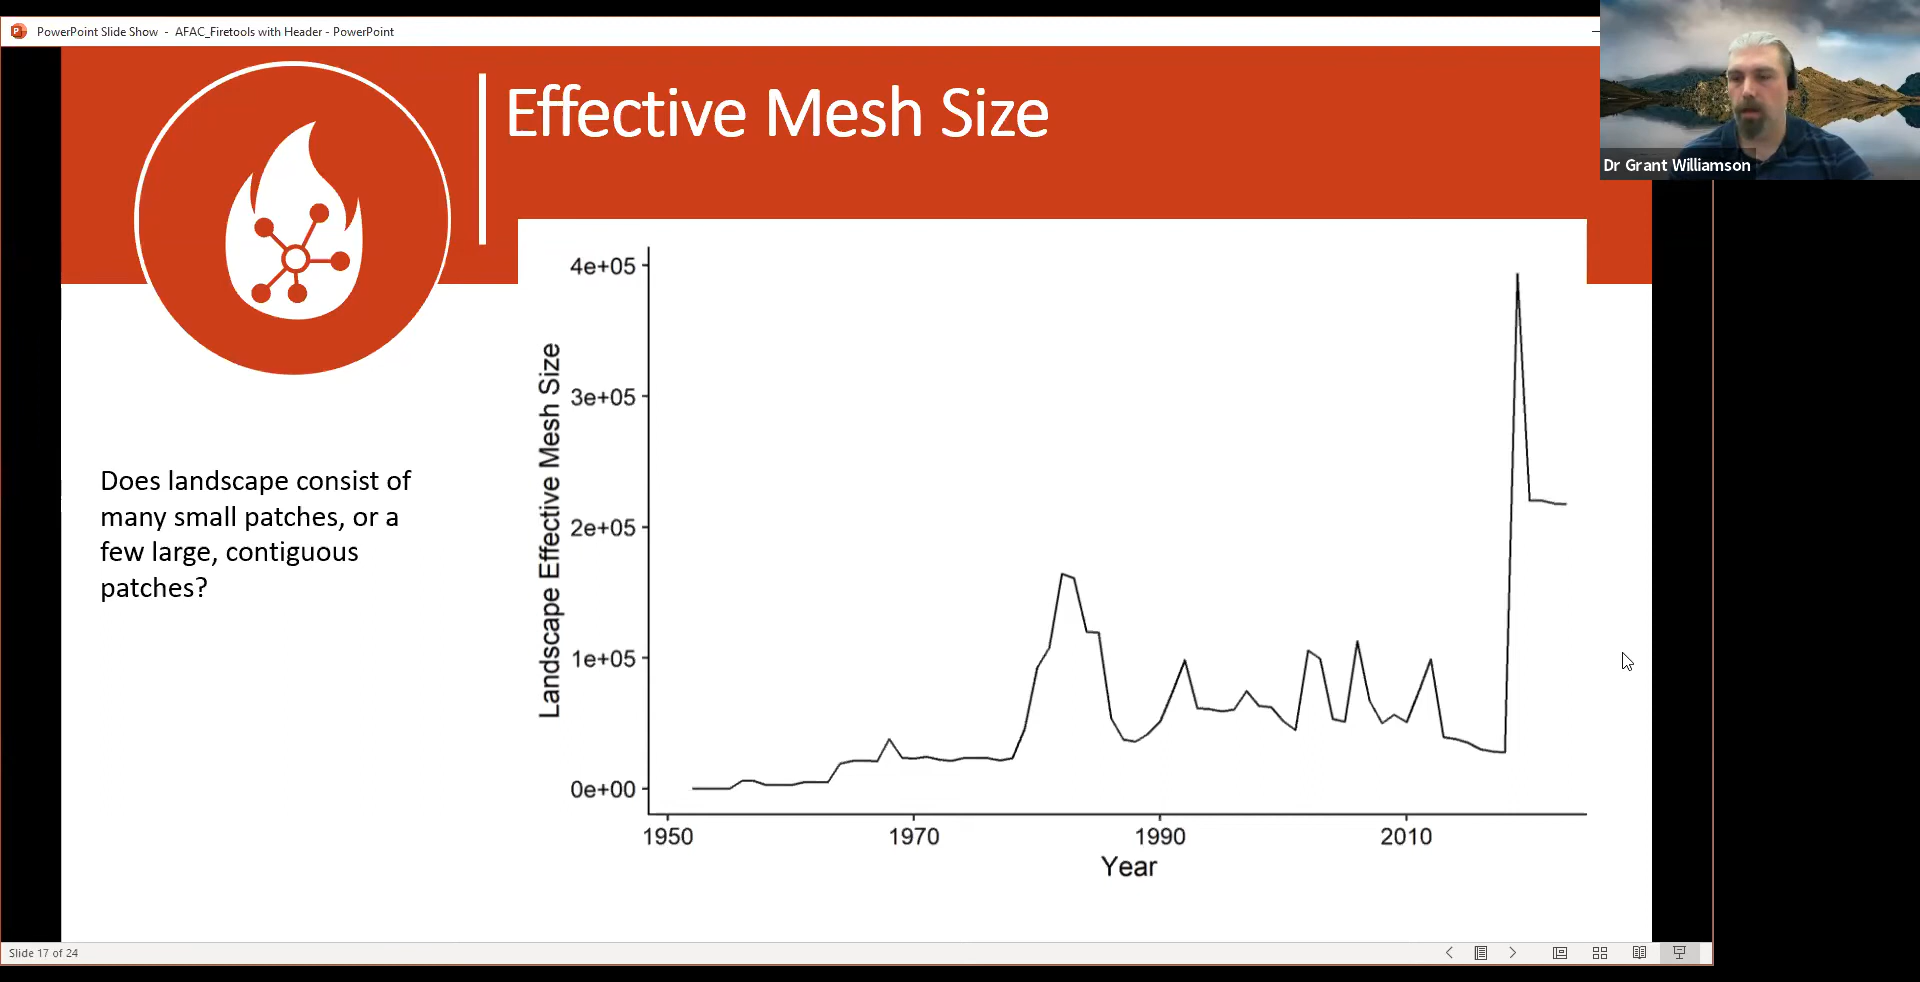 PowerPoint Slide Show - AFAC_Firetools with Header - PowerPoint
Effective Mesh Size
Dr Grant Williamson
Does landscape consist of
many small patches, or a
few large, contiguous
patches?
Landscape Effective Mesh Size
4e+05
3e+05
2e+05
1e+05
0e+00
1950 1970 1990 2010
Year
Slide 17 of 24